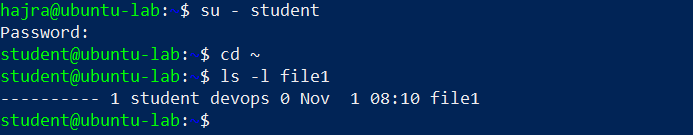 hajra@ubuntu-lab:~$ su - student
Password:
student@ubuntu-lab:~$ cd ~
student@ubuntu-lab:~$ ls -l file1
---------- 1 student devops 0 Nov  1 08:10 file1
student@ubuntu-lab:~$